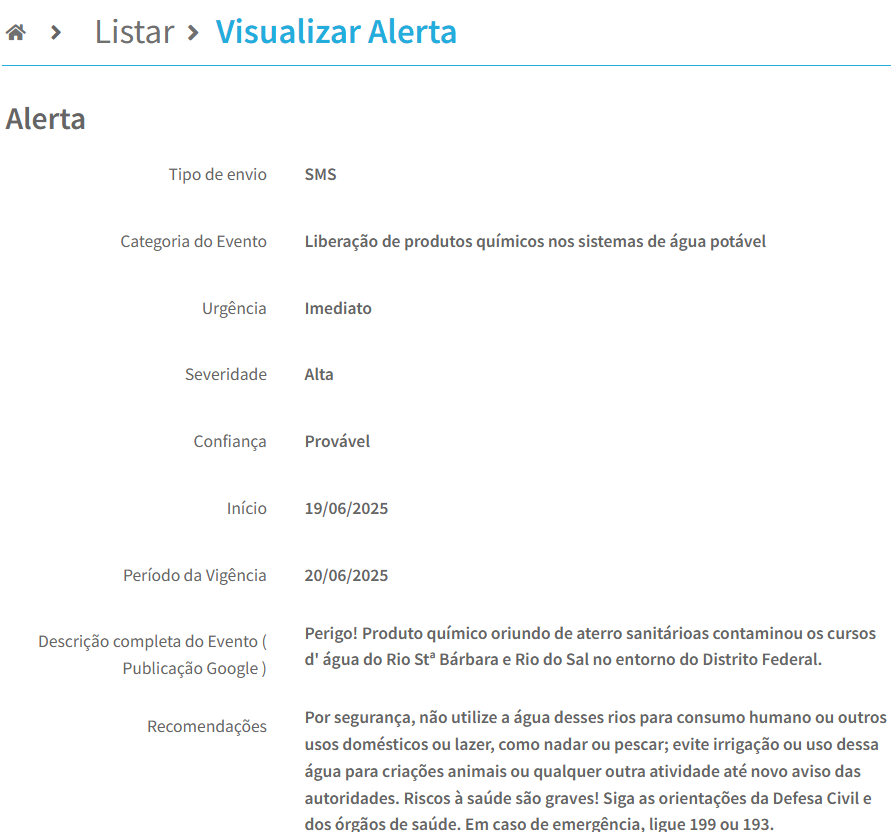 Listar > Visualizar Alerta
Alerta
Tipo de envio SMS
Categoria do Evento Liberação de produtos químicos nos sistemas de água potável
Urgência Imediato
Severidade Alta
Confiança Provável
Início 19/06/2025
Período da Vigência 20/06/2025
Descrição completa do Evento (
Publicação Google )
Perigo! Produto químico oriundo de aterro sanitárioas contaminou os cursos
d' água do Rio Stª Bárbara e Rio do Sal no entorno do Distrito Federal.
Recomendações
Por segurança, não utilize a água desses rios para consumo humano ou outros
usos domésticos ou lazer, como nadar ou pescar; evite irrigação ou uso dessa
água para criações animais ou qualquer outra atividade até novo aviso das
autoridades. Riscos à saúde são graves! Siga as orientações da Defesa Civil e
dos órgãos de saúde. Em caso de emergência, ligue 199 ou 193.